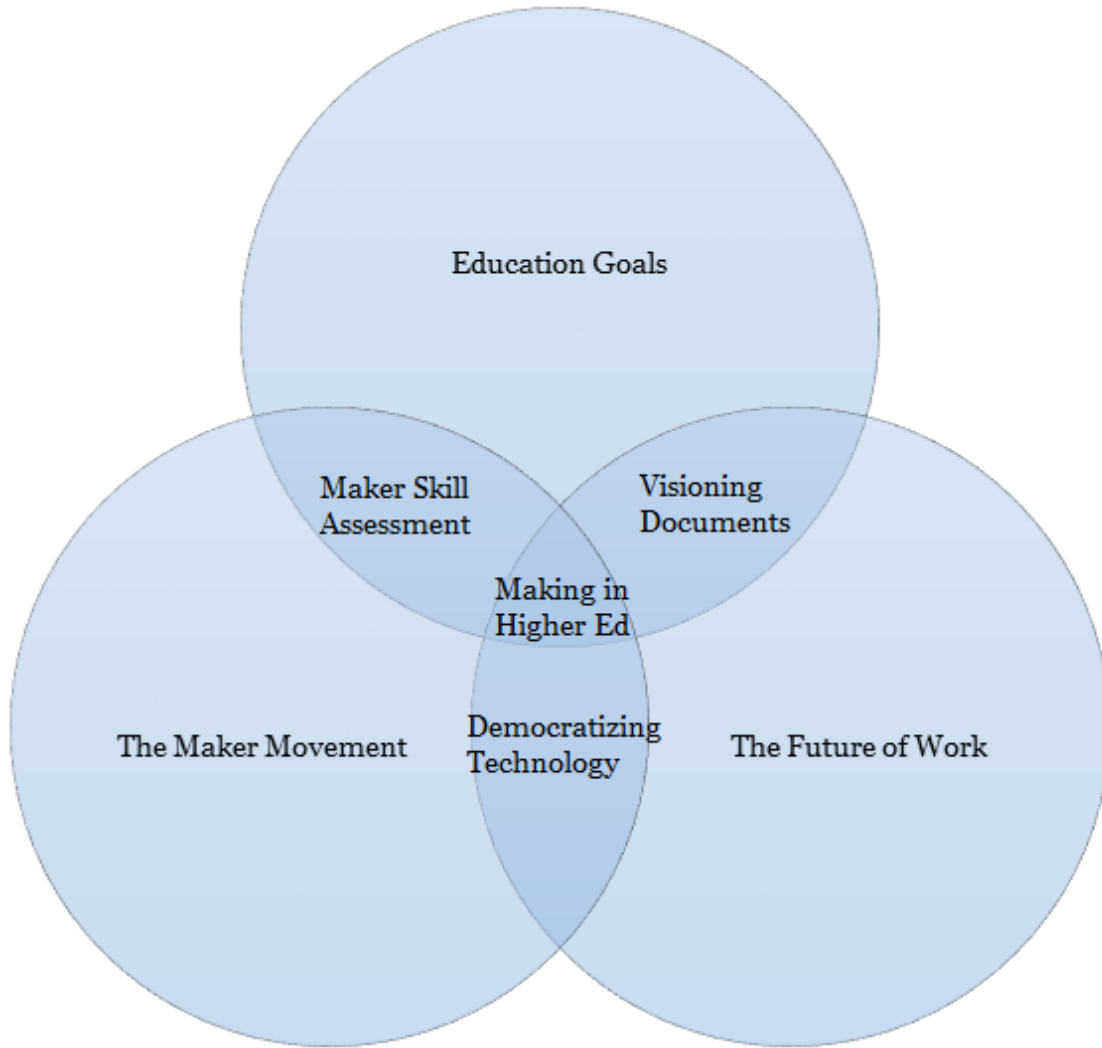 Education Goals
Maker Skill
Assessment
Visioning
Documents
Making in
Higher Ed
The Maker Movement
Democratizing
Technology
The Future of Work